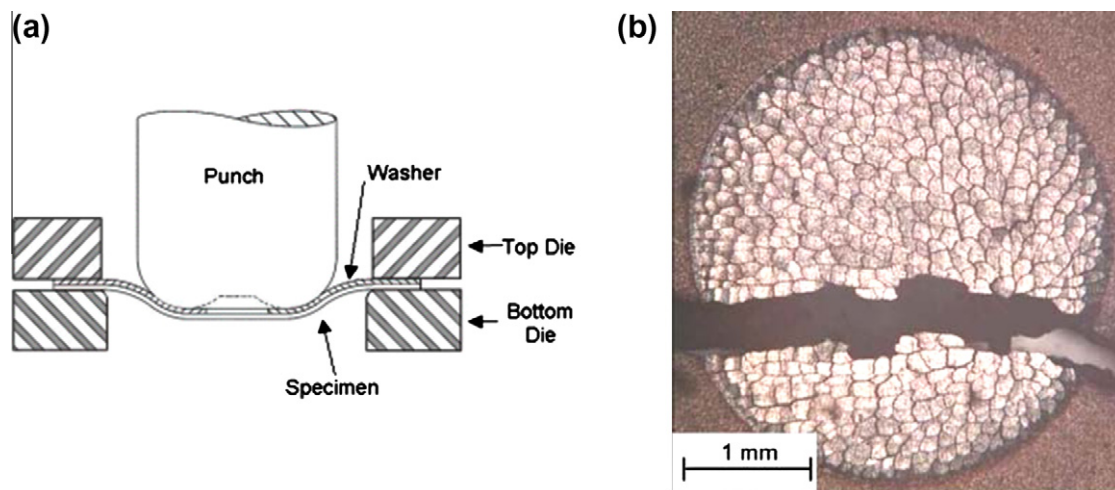 (a)
Punch
Washer
Top Die
Bottom
Die
Specimen
(b)
1 mm